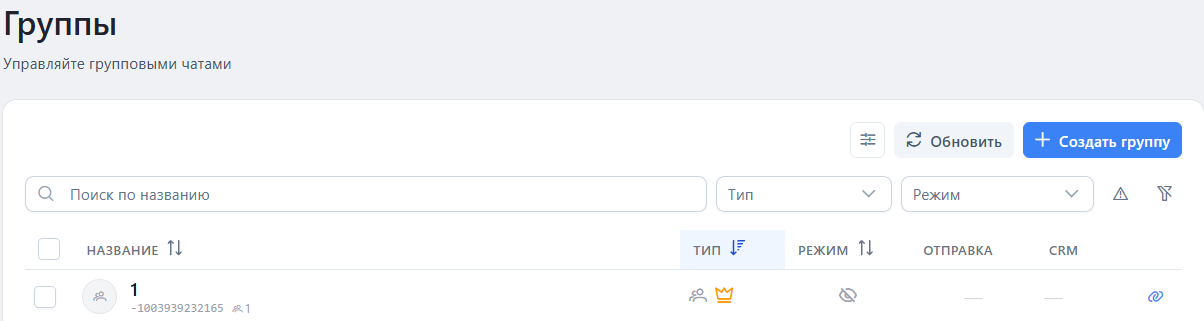 Группы
Управляйте групповыми чатами
Обновить
Создать группу
Поиск по названию
Тип
Режим
НАЗВАНИЕ ТИП РЕЖИМ ОТПРАВКА CRM
1
-1003939232165 1